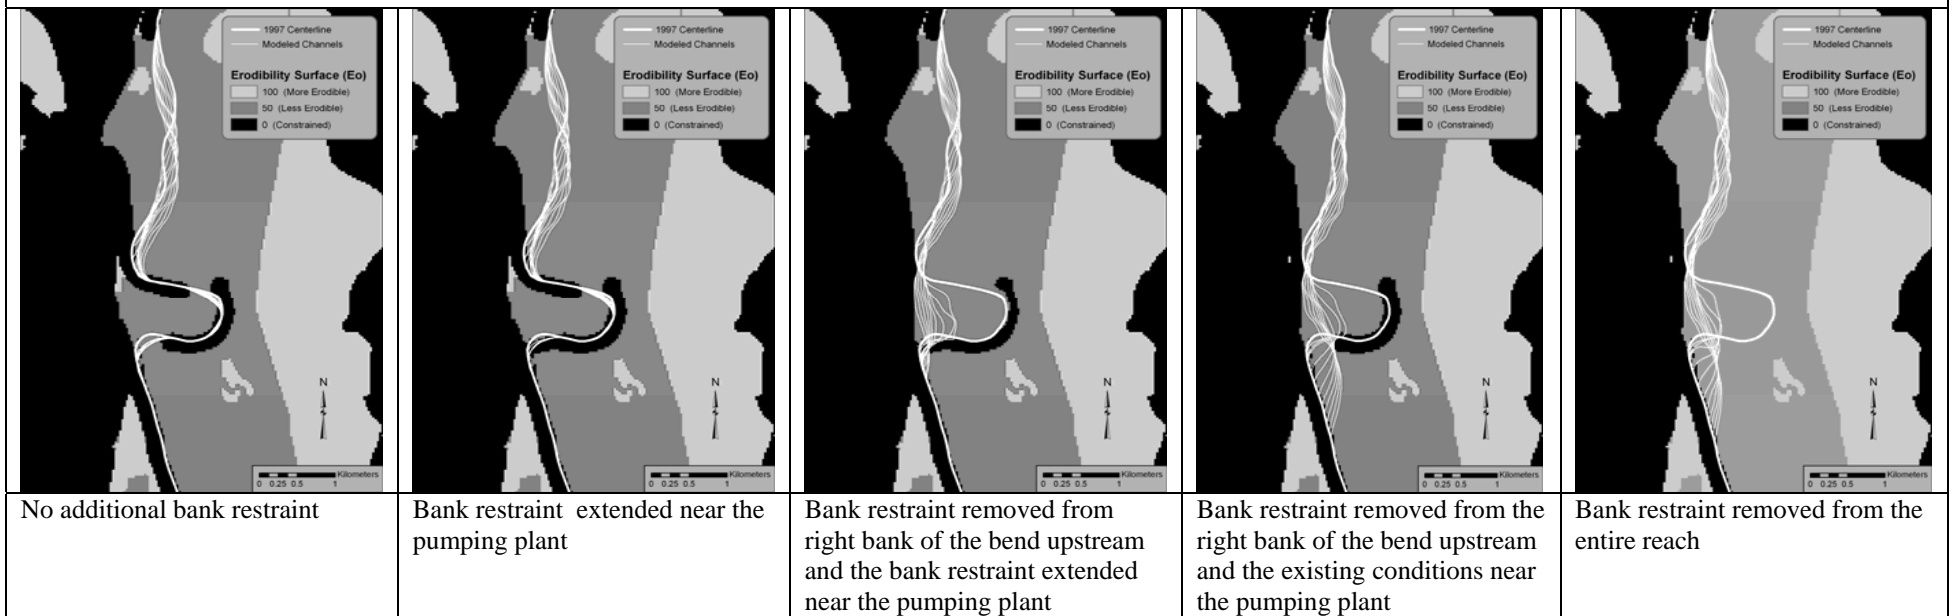 1997 Centerline
Modeled Channels
Erodibility Surface (Eo)
100 (More Erodible)
50 (Less Erodible)
0 (Constrained)
N
Kilometers
0 0.25 0.5 1
No additional bank restraint
1997 Centerline
Modeled Channels
Erodibility Surface (Eo)
100 (More Erodible)
50 (Less Erodible)
0 (Constrained)
N
Kilometers
0 0.25 0.5 1
Bank restraint extended near the
pumping plant
1997 Centerline
Modeled Channels
Erodibility Surface (Eo)
100 (More Erodible)
50 (Less Erodible)
0 (Constrained)
N
Kilometers
0 0.25 0.5 1
Bank restraint removed from
right bank of the bend upstream
and the bank restraint extended
near the pumping plant
1997 Centerline
Modeled Channels
Erodibility Surface (Eo)
100 (More Erodible)
50 (Less Erodible)
0 (Constrained)
N
Kilometers
0 0.25 0.5 1
Bank restraint removed from the
right bank of the bend upstream
and the existing conditions near
the pumping plant
1997 Centerline
Modeled Channels
Erodibility Surface (Eo)
100 (More Erodible)
50 (Less Erodible)
0 (Constrained)
N
Kilometers
0 0.25 0.5 1
Bank restraint removed from the
entire reach